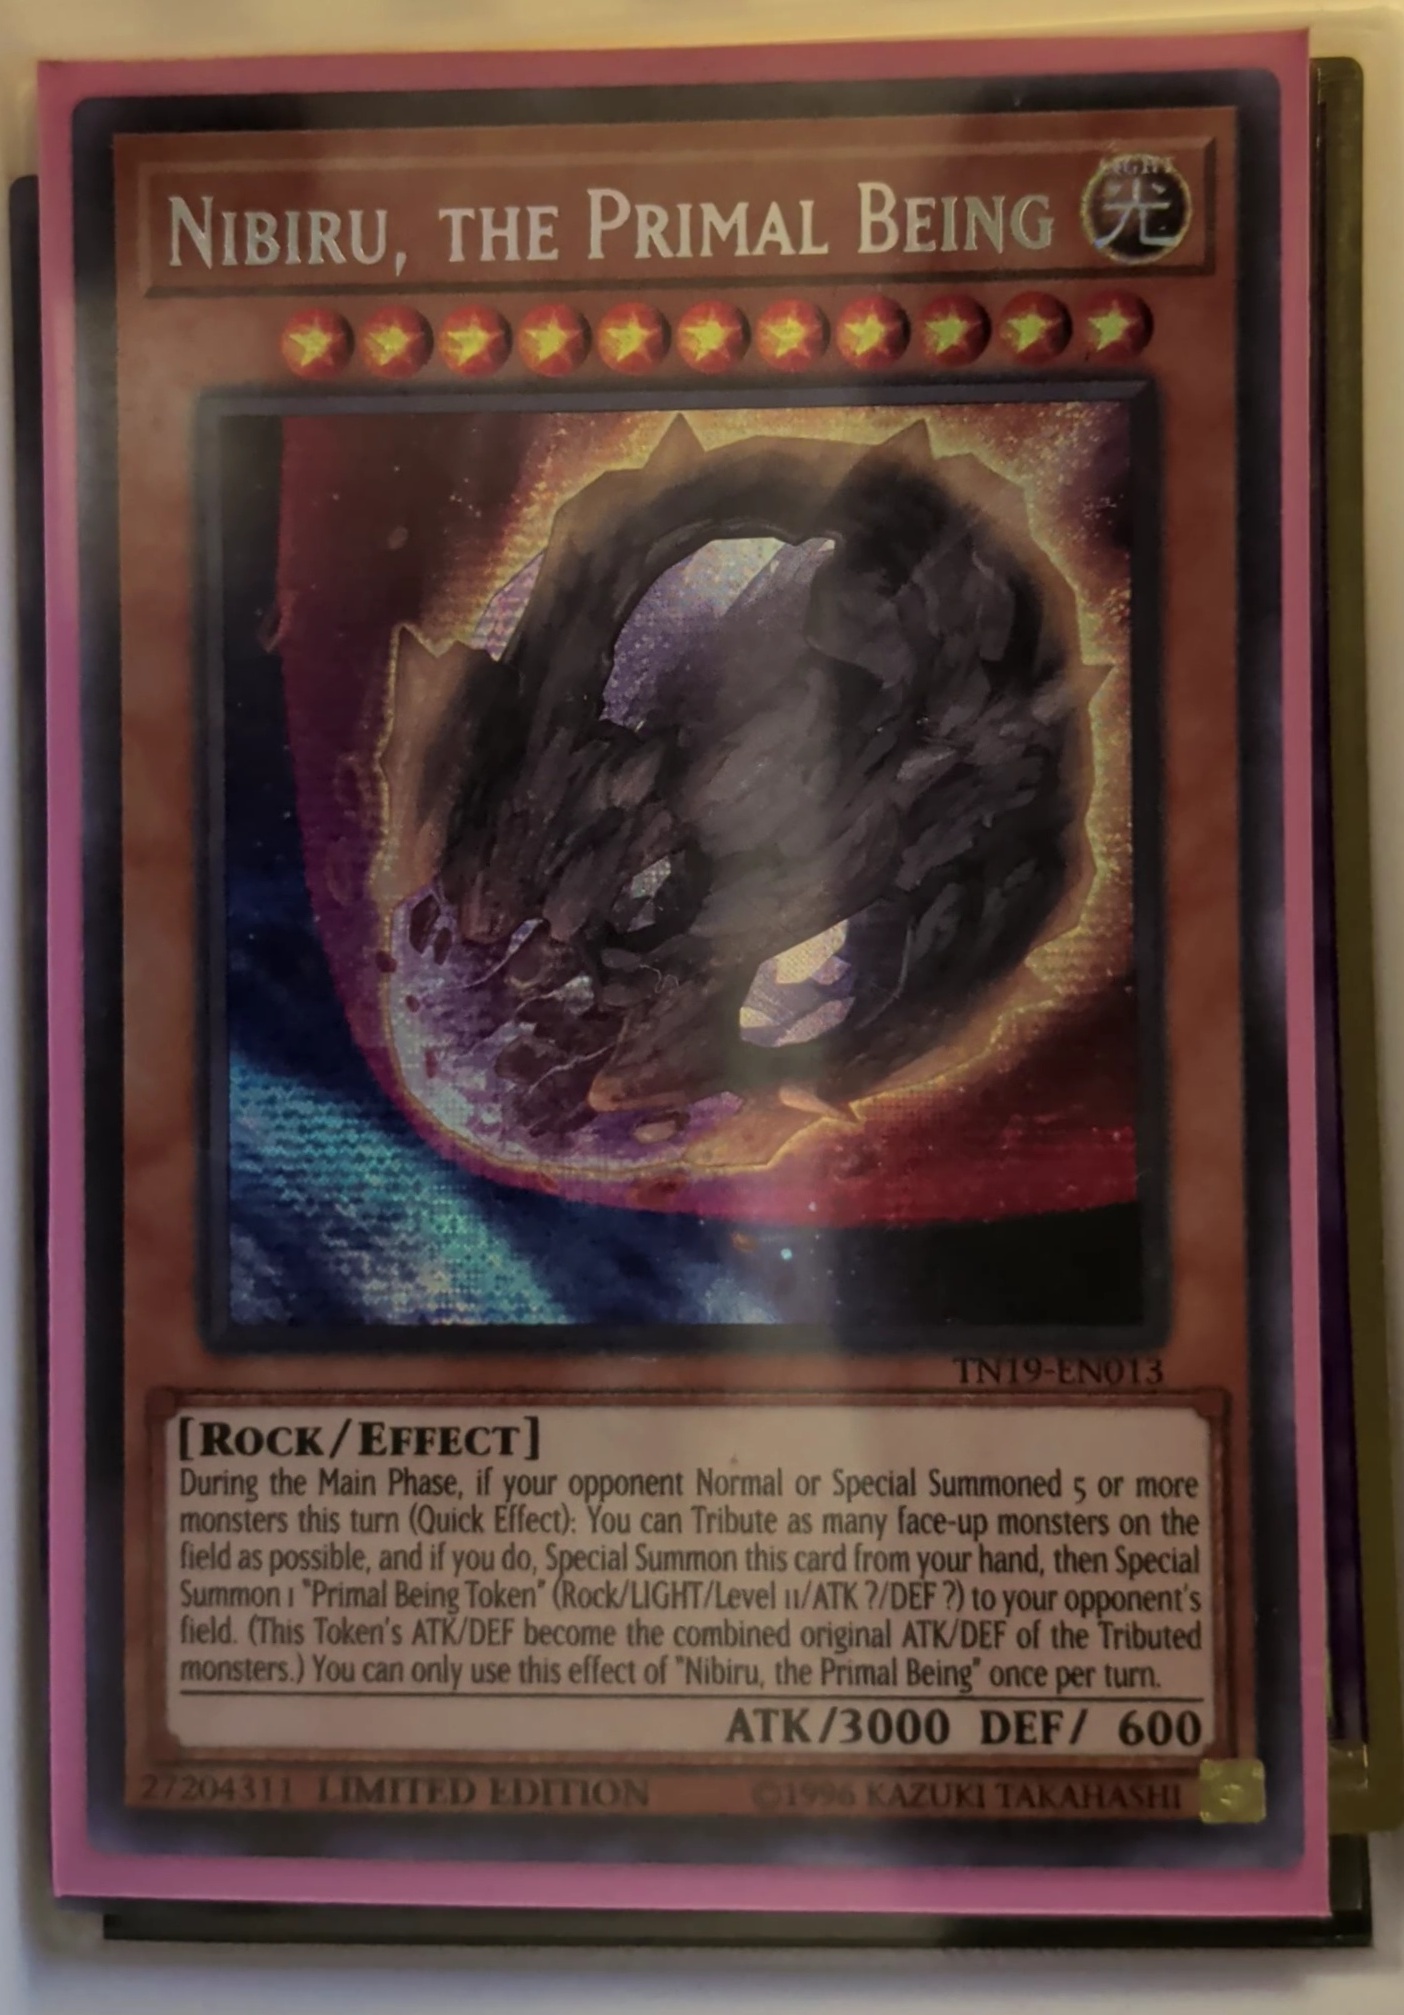 NIBIRU, THE PRIMAL BEING
LIGHT
光
TN19-EN013
[ROCK/EFFECT]
During the Main Phase, if your opponent Normal or Special Summoned 5 or more
monsters this turn (Quick Effect): You can Tribute as many face-up monsters on the
field as possible, and if you do, Special Summon this card from your hand, then Special
Summon 1 "Primal Being Token" (Rock/LIGHT/Level 11/ATK ?/DEF ?) to your opponent's
field. (This Token's ATK/DEF become the combined original ATK/DEF of the Tributed
monsters.) You can only use this effect of "Nibiru, the Primal Being" once per turn.
ATK/3000 DEF/ 600
27204311 LIMITED EDITION ©1996 KAZUKI TAKAHASHI